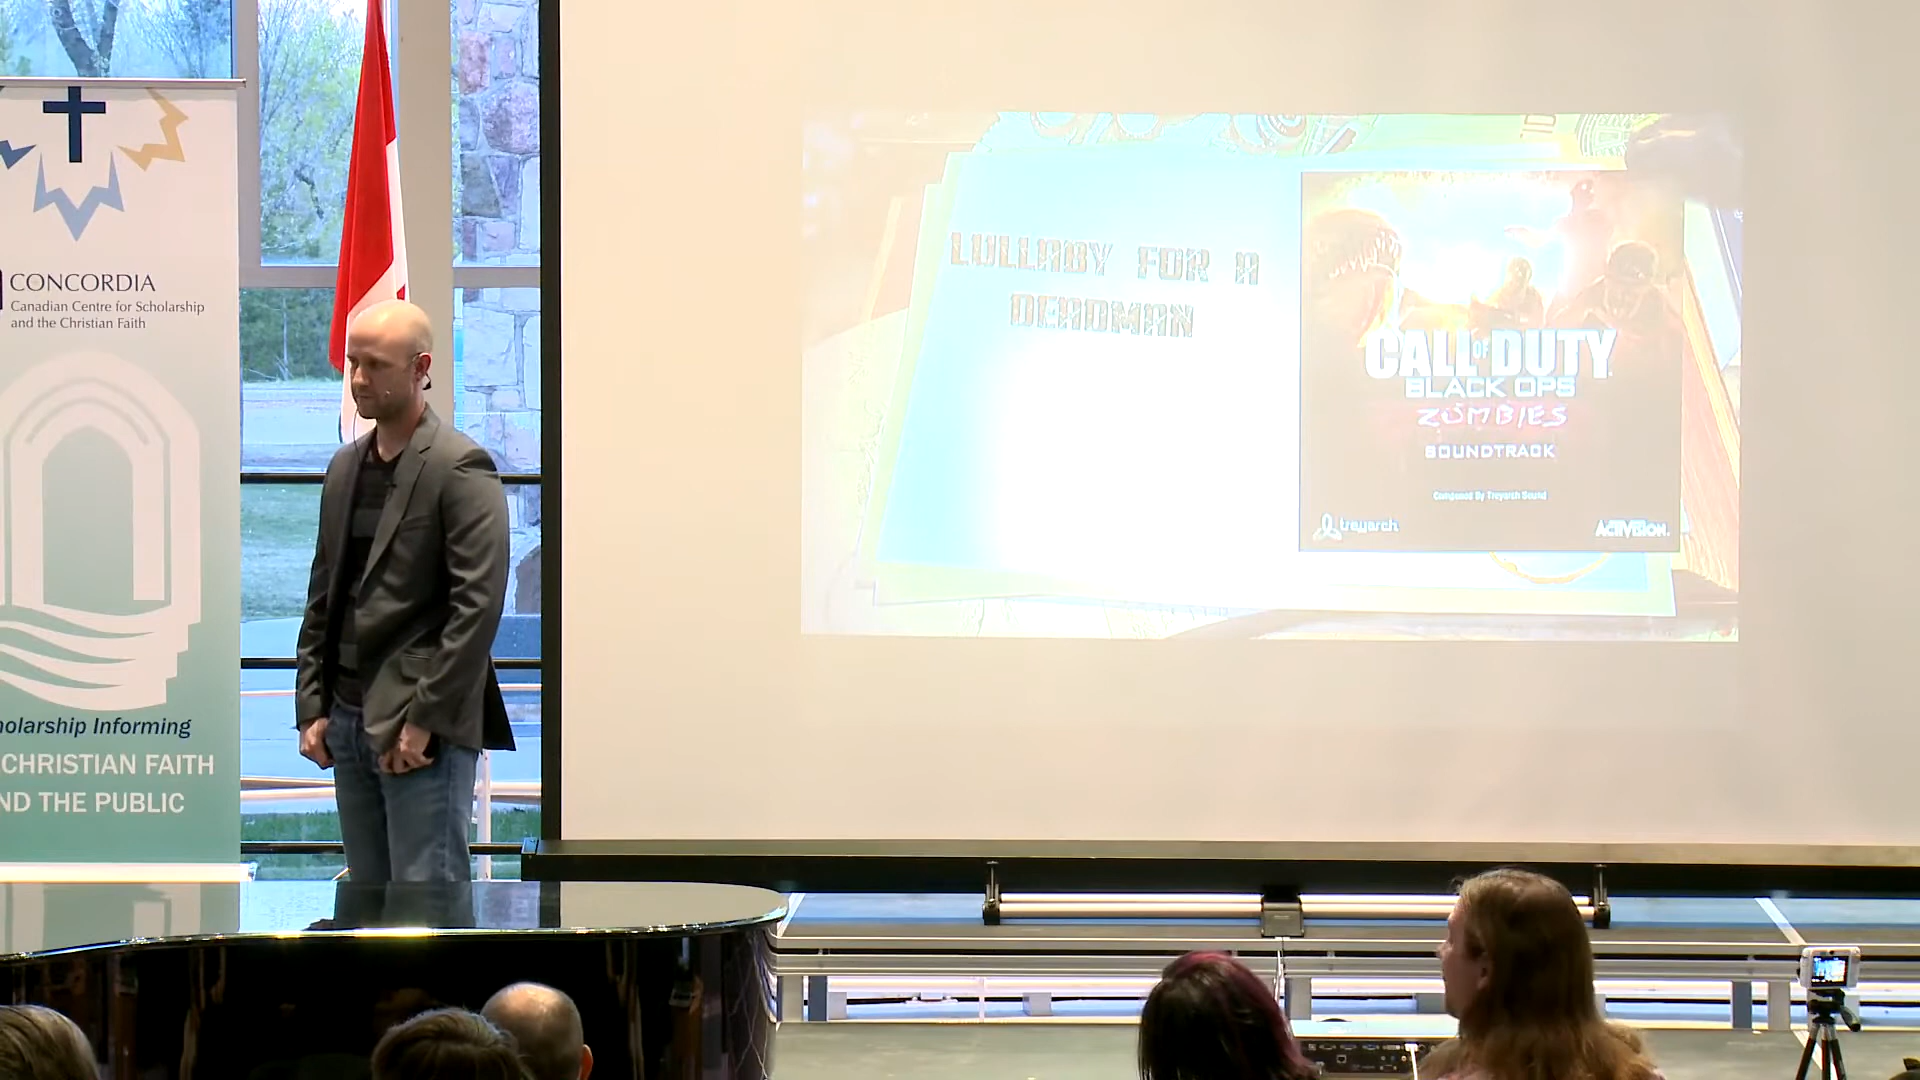 CONCORDIA
Canadian Centre for Scholarship
and the Christian Faith
holarship Informing
CHRISTIAN FAITH
ND THE PUBLIC
LULLABY FOR A
DEADMAN
CALL OF DUTY
BLACK OPS
ZOMBIES
SOUNDTRACK
Composed By Treyarch Sound
treyarch
ACTIVISION.